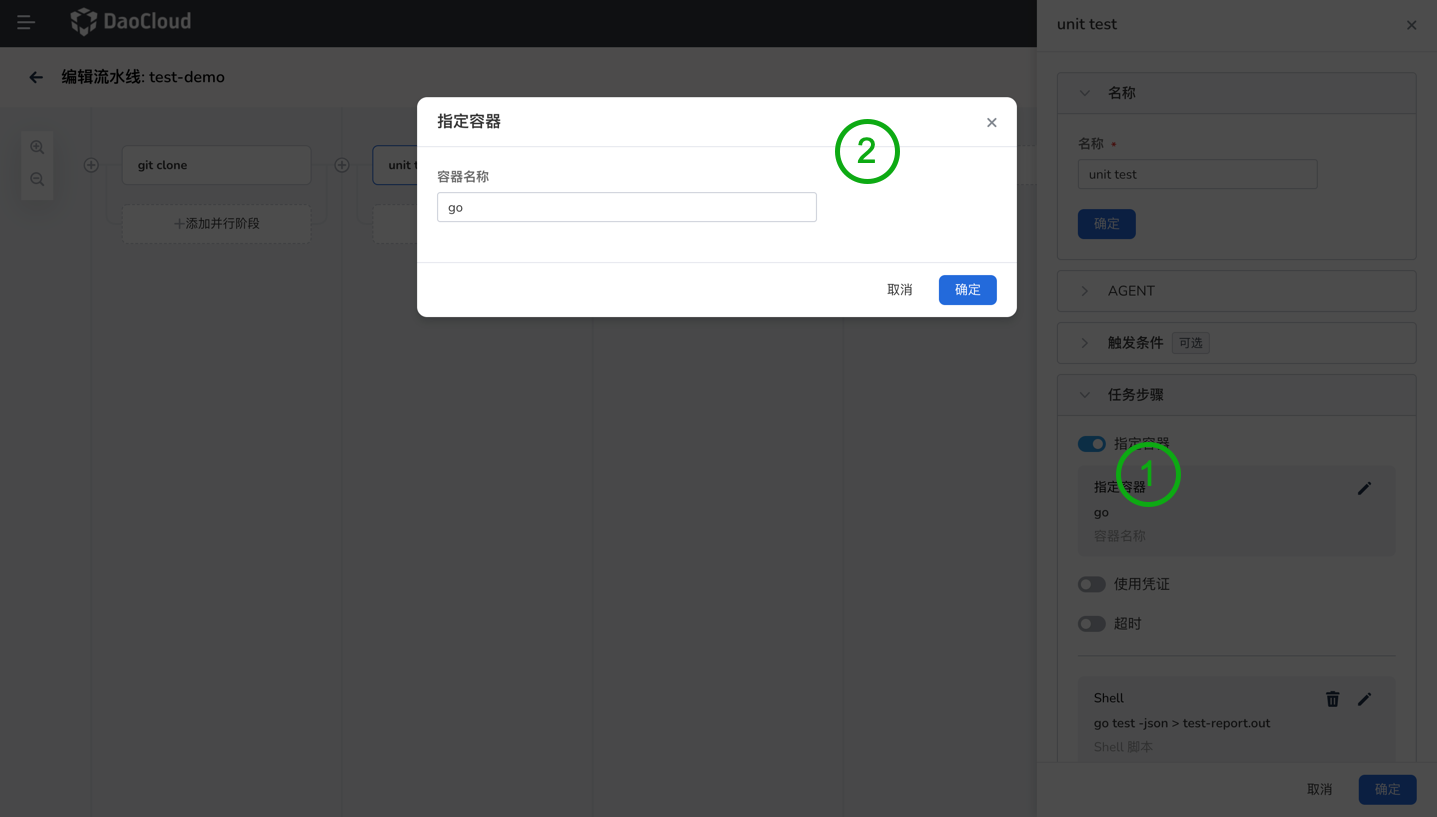 DaoCloud
编辑流水线: test-demo
git clone
unit t
添加并行阶段
指定容器
容器名称
go
取消
确定
2
unit test
名称
名称 •
unit test
确定
AGENT
触发条件 可选
任务步骤
指定容器
1
指定容器
go
容器名称
使用凭证
超时
Shell
go test -json > test-report.out
Shell 脚本
取消
确定